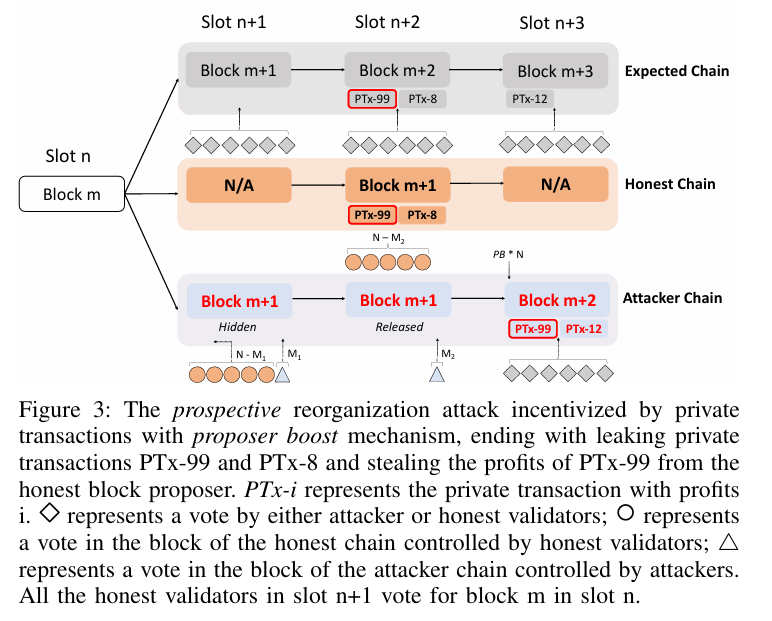 Slot n+1 Slot n+2 Slot n+3
Block m+1 Block m+2 Block m+3 Expected Chain
PTx-99 PTx-8 PTx-12
Slot n
Block m
N/A Block m+1 N/A Honest Chain
PTx-99 PTx-8
N – M₂
PB * N
Block m+1 Block m+1 Block m+2 Attacker Chain
Hidden Released PTx-99 PTx-12
N - M₁ M₁ M₂
Figure 3: The prospective reorganization attack incentivized by private
transactions with proposer boost mechanism, ending with leaking private
transactions PTx-99 and PTx-8 and stealing the profits of PTx-99 from the
honest block proposer. PTx-i represents the private transaction with profits
i. ◇ represents a vote by either attacker or honest validators; ○ represents
a vote in the block of the honest chain controlled by honest validators; △
represents a vote in the block of the attacker chain controlled by attackers.
All the honest validators in slot n+1 vote for block m in slot n.